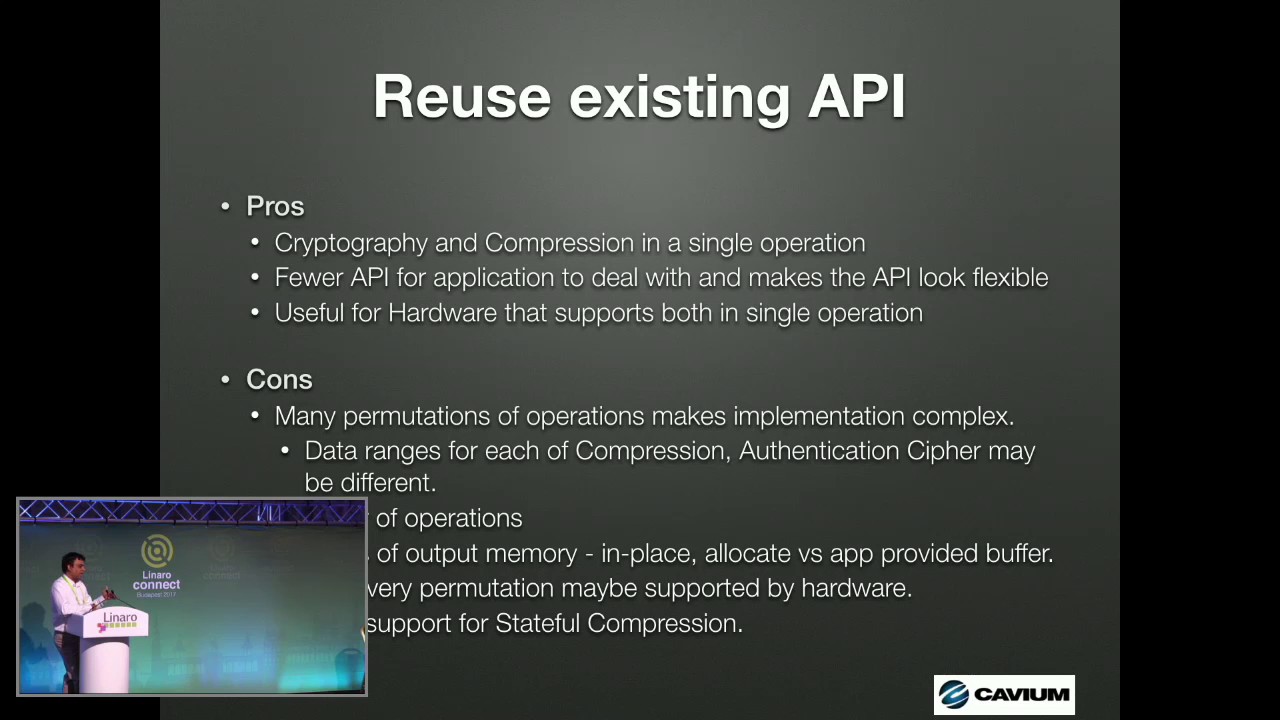 Reuse existing API
• Pros
• Cryptography and Compression in a single operation
• Fewer API for application to deal with and makes the API look flexible
• Useful for Hardware that supports both in single operation
• Cons
• Many permutations of operations makes implementation complex.
• Data ranges for each of Compression, Authentication Cipher may
be different.
of operations
of output memory - in-place, allocate vs app provided buffer.
very permutation maybe supported by hardware.
support for Stateful Compression.
Linaro
connect
Budapest 2017
Linaro
CAVIUM